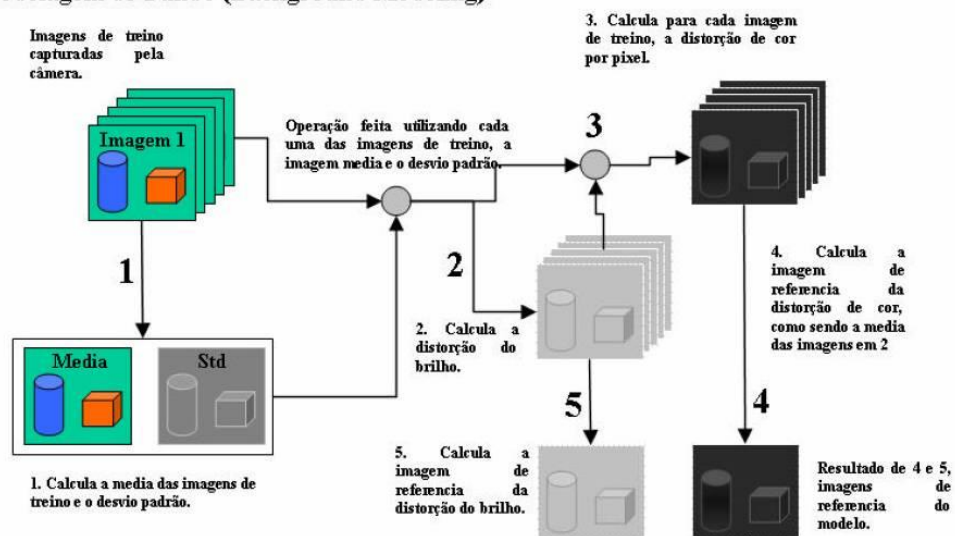 Imagens de treino
capturadas pela
câmera.
3. Calcula para cada imagem
de treino, a distorção de cor
por pixel.
Imagem 1
Operação feita utilizando cada
uma das imagens de treino, a
imagem media e o desvio padrão.
3
1
2
4. Calcula a
imagem de
referencia da
distorção de cor,
como sendo a media
das imagens em 2
2. Calcula a
distorção do
brilho.
Media
Std
5
4
1. Calcula a media das imagens de
treino e o desvio padrão.
5. Calcula a
imagem de
referencia da
distorção do brilho.
Resultado de 4 e 5,
imagens de
referencia do
modelo.